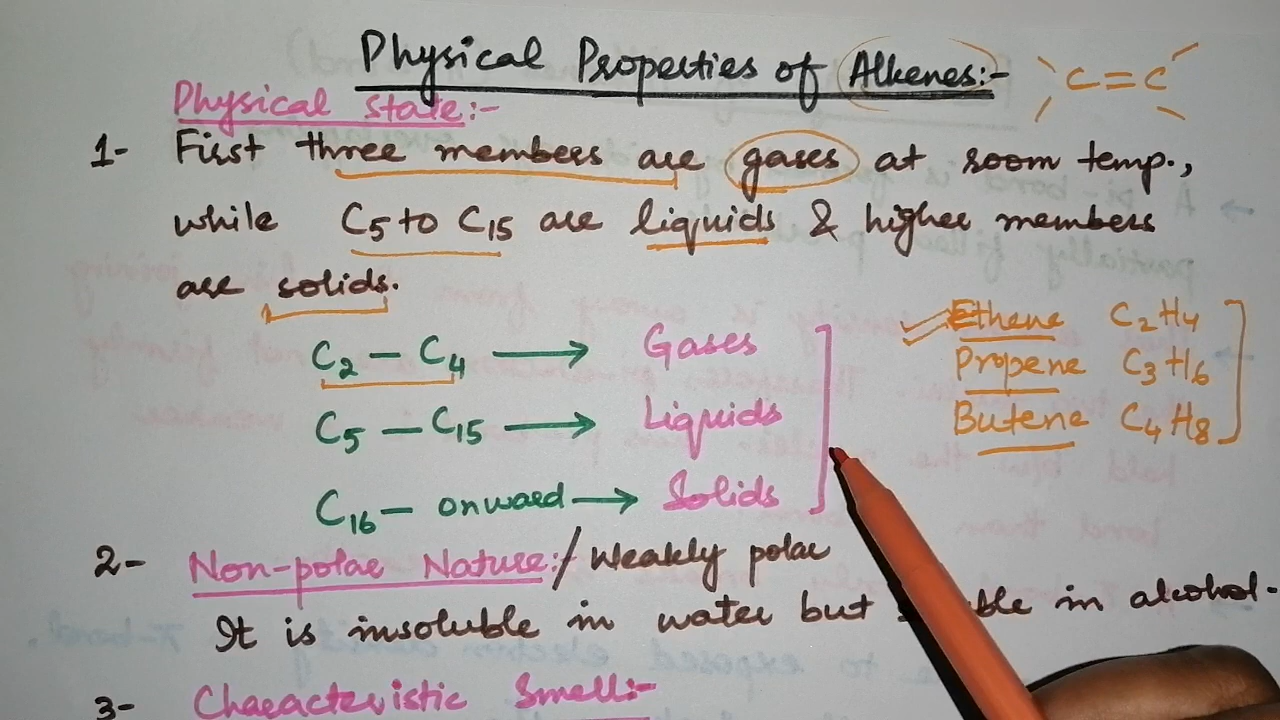 Physical Properties of Alkenes:-
C=C
Physical state:-
1- First three members are gases at room temp.,
while C5 to C15 are liquids & higher members
are solids.
C2 – C4 → Gases
C5 – C15 → Liquids
C16 – onward → Solids
Ethene C2H4
Propene C3H6
Butene C4H8
2- Non-polar Nature:/Weakly polar
It is insoluble in water but in alcohol.
3- Characteristic Smell:-